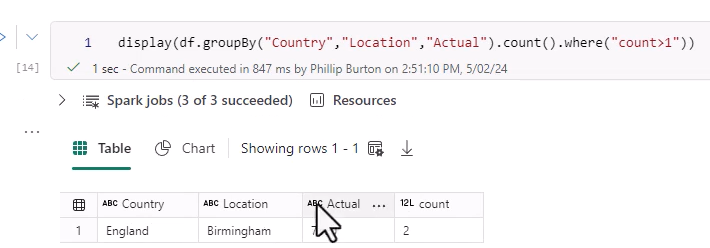 1 display(df.groupBy("Country","Location","Actual").count().where("count>1"))
[14] 1 sec - Command executed in 847 ms by Phillip Burton on 2:51:10 PM, 5/02/24
Spark jobs (3 of 3 succeeded) Resources
Table Chart Showing rows 1 - 1
ABC Country ABC Location ABC Actual ... 12L count
1 England Birmingham 2